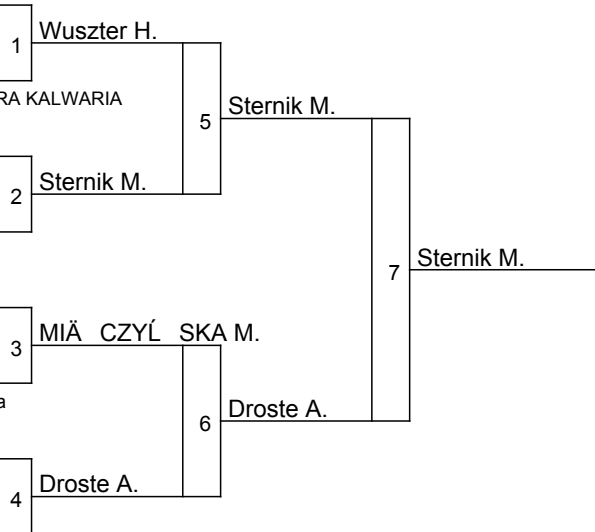 Wuszter H.
1
RA KALWARIA
Sternik M.
5
Sternik M.
2
Sternik M.
7
MIÄ CZYĹ SKA M.
3
a
Droste A.
6
Droste A.
4